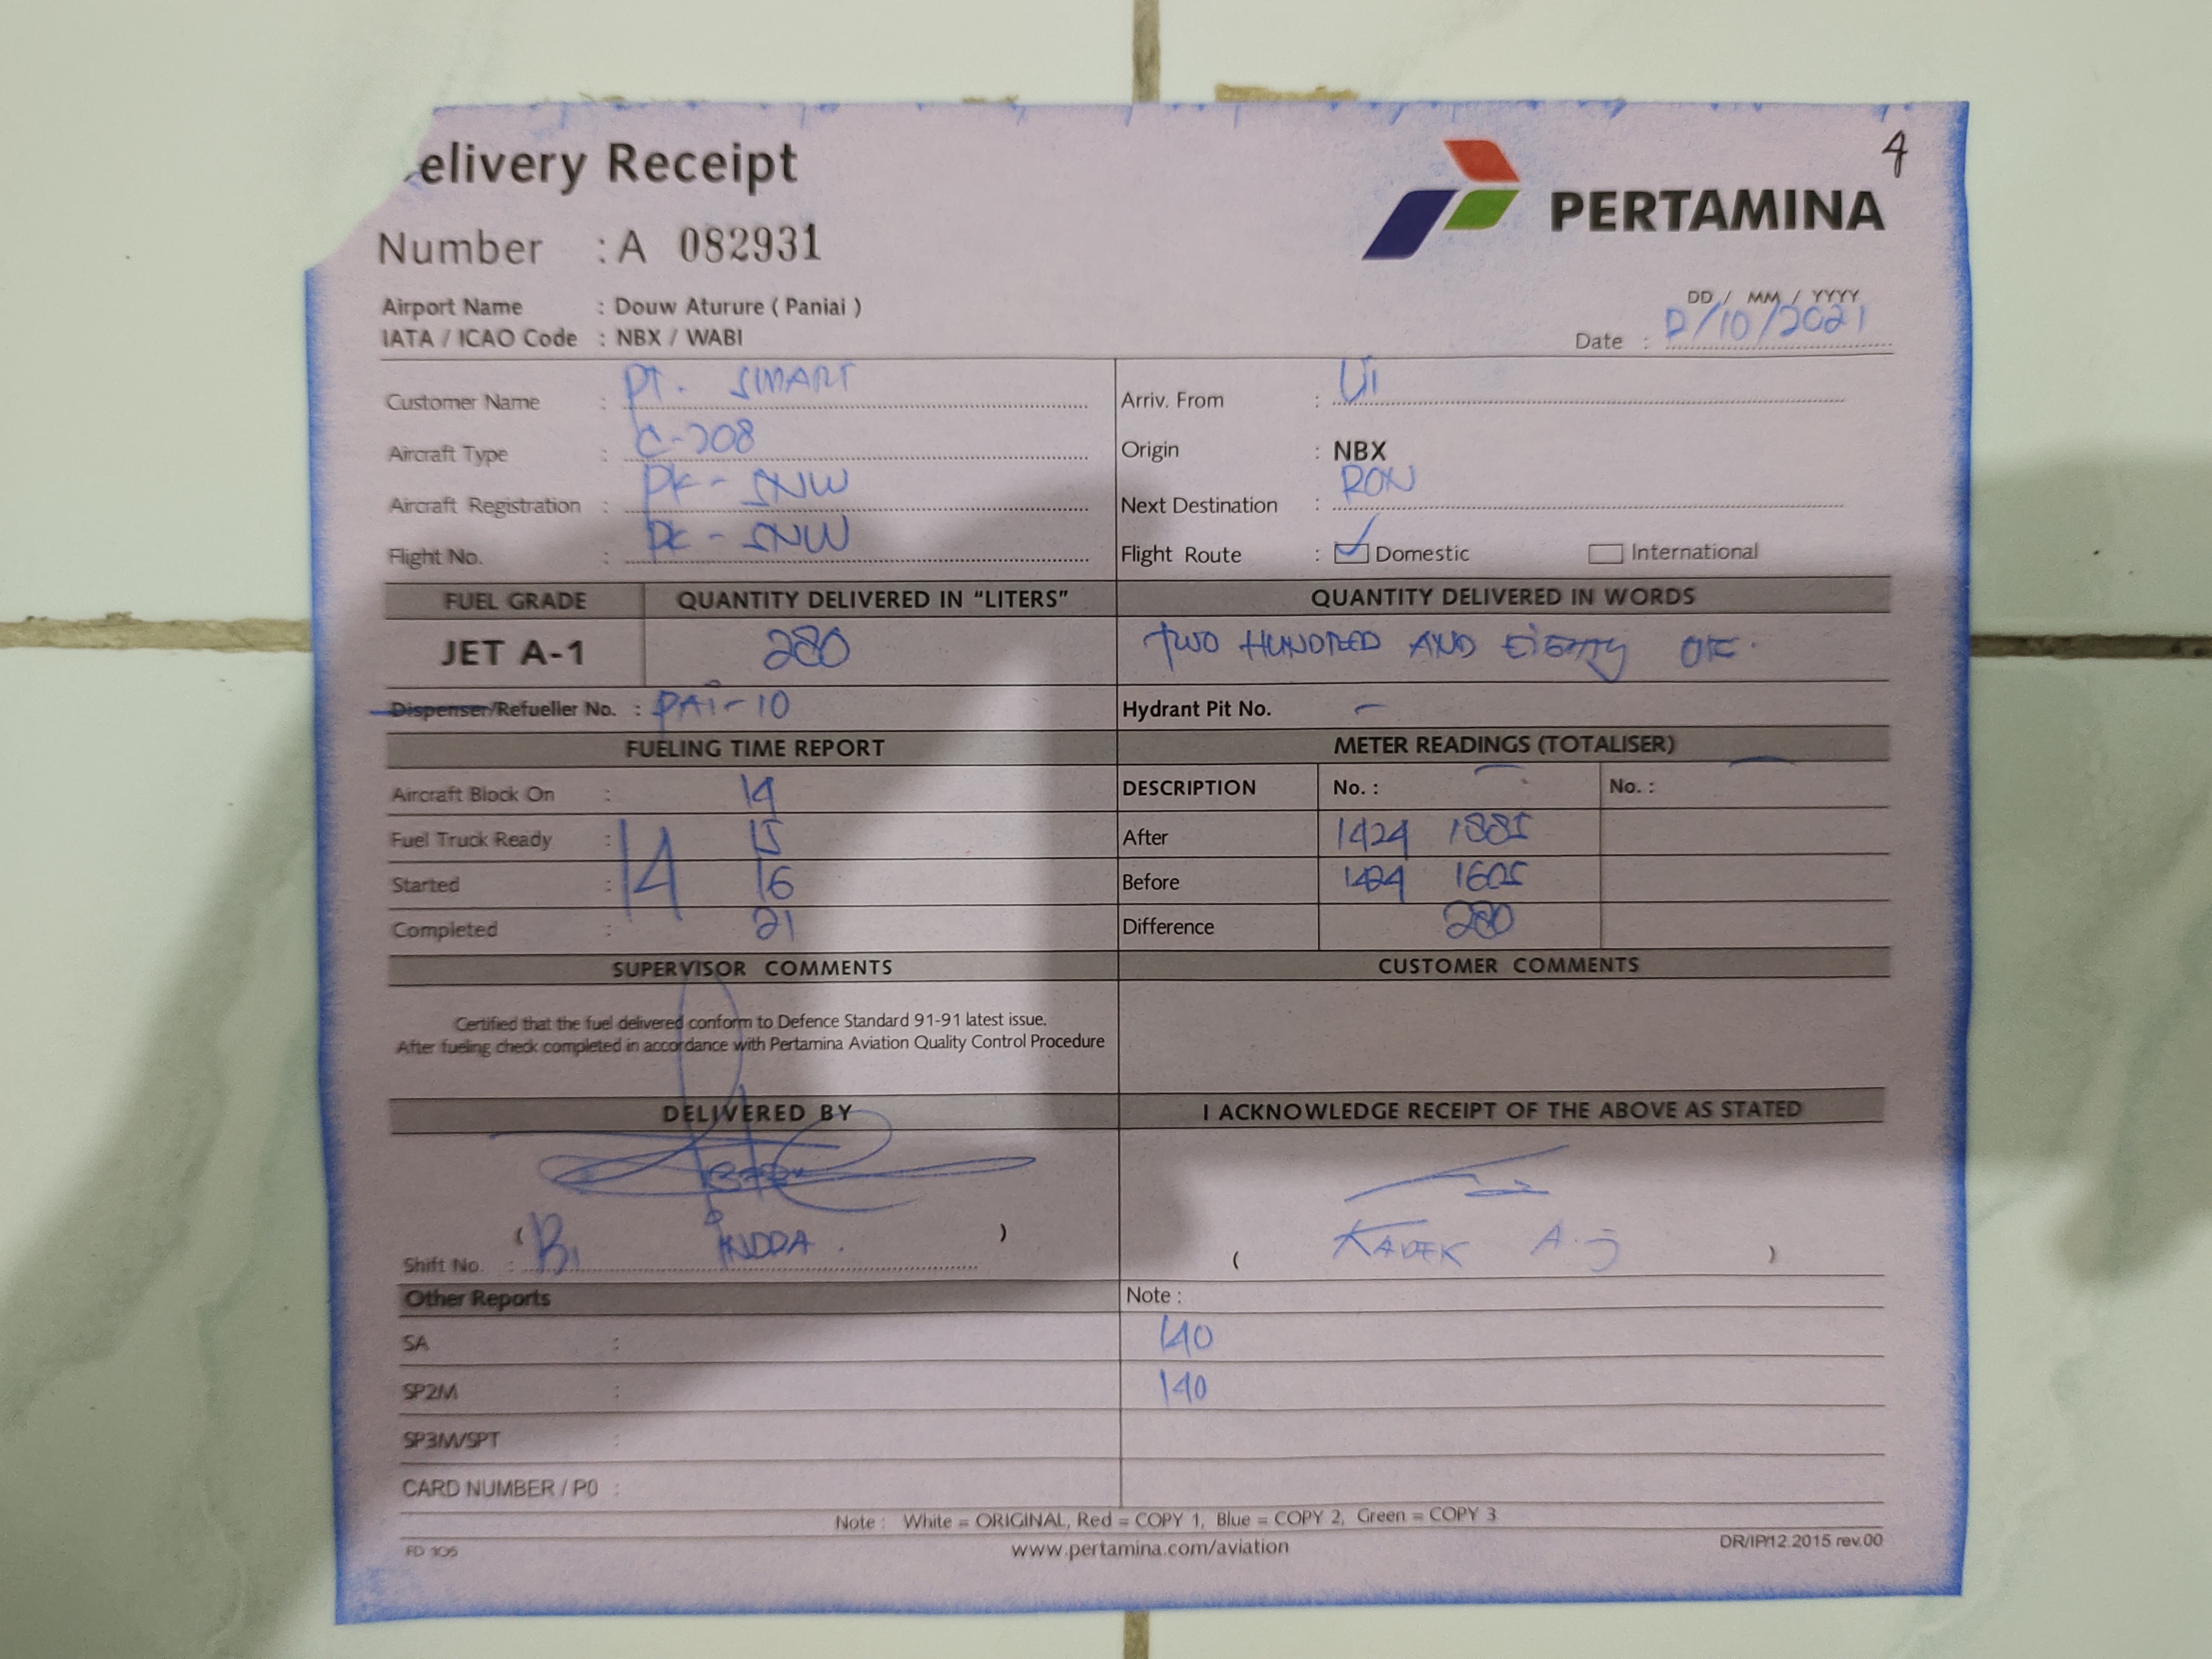 elivery Receipt
4
PERTAMINA
Number : A 082931
Airport Name : Douw Aturure ( Paniai )
IATA / ICAO Code : NBX / WABI
DD / MM / YYYY
Date : /10/2021
Customer Name : PT. SMART
Arriv. From :
Aircraft Type : C-208
Origin : NBX
Aircraft Registration : PK-SNW
Next Destination : RON
Flight No. : PK-SNW
Flight Route : Domestic International
FUEL GRADE QUANTITY DELIVERED IN "LITERS" QUANTITY DELIVERED IN WORDS
JET A-1 280 TWO HUNDRED AND EIGHTY
Dispenser/Refueller No. : PAI-10 Hydrant Pit No. -
FUELING TIME REPORT METER READINGS (TOTALISER)
Aircraft Block On : 14 DESCRIPTION No. : - No. : -
Fuel Truck Ready : 15 After 1424 1885
Started : 14 16 Before 1424 1605
Completed : 21 Difference 280
SUPERVISOR COMMENTS CUSTOMER COMMENTS
Certified that the fuel delivered conform to Defence Standard 91-91 latest issue.
After fueling check completed in accordance with Pertamina Aviation Quality Control Procedure
DELIVERED BY I ACKNOWLEDGE RECEIPT OF THE ABOVE AS STATED
( )
Shift No. : B1 INDRA . ( KADEK A. J )
Other Reports Note :
SA : 140
SP2M : 140
SP3M/SPT :
CARD NUMBER / PO :
Note : White = ORIGINAL, Red = COPY 1, Blue = COPY 2, Green = COPY 3
FD 105 www.pertamina.com/aviation DR/IP/12.2015 rev.00